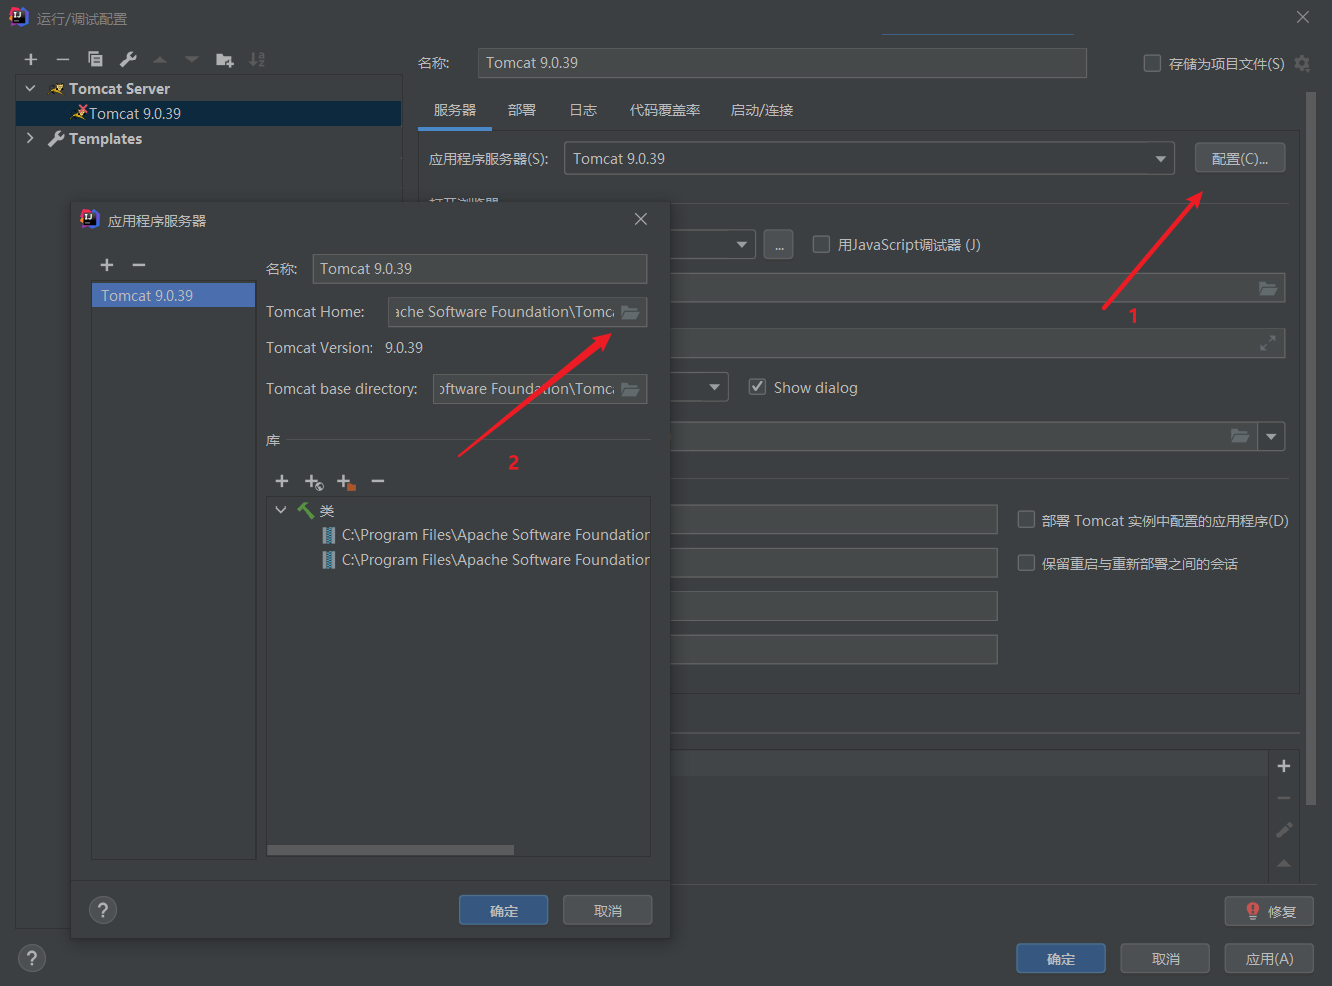 运行/调试配置
名称:
Tomcat 9.0.39
存储为项目文件(S)
Tomcat Server
Tomcat 9.0.39
Templates
服务器
部署
日志
代码覆盖率
启动/连接
应用程序服务器(S):
Tomcat 9.0.39
配置(C)...
...
用JavaScript调试器 (J)
1
Show dialog
部署 Tomcat 实例中配置的应用程序(D)
保留重启与重新部署之间的会话
应用程序服务器
Tomcat 9.0.39
名称:
Tomcat 9.0.39
Tomcat Home:
ache Software Foundation\Tomca
Tomcat Version:
9.0.39
Tomcat base directory:
oftware Foundation\Tomca
2
库
类
C:\Program Files\Apache Software Foundation
C:\Program Files\Apache Software Foundation
?
确定
取消
修复
?
确定
取消
应用(A)